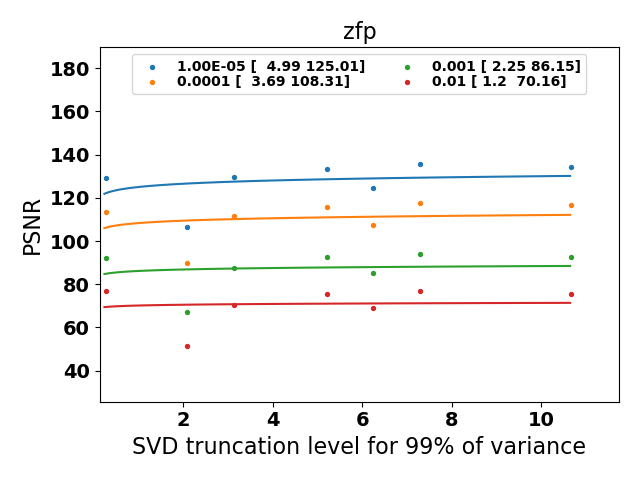 zfp
1.00E-05 [  4.99 125.01]
0.0001 [  3.69 108.31]
0.001 [ 2.25 86.15]
0.01 [ 1.2  70.16]
180
160
140
120
100
80
60
40
PSNR
2 4 6 8 10
SVD truncation level for 99% of variance